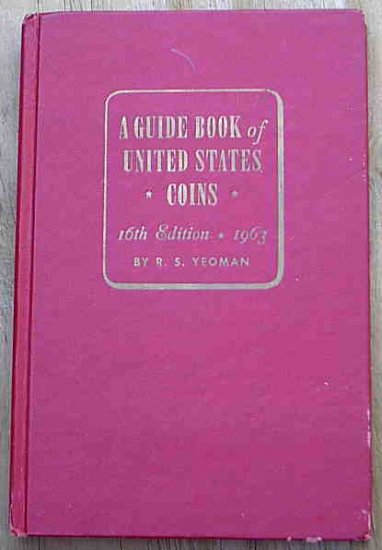 A GUIDE BOOK of
UNITED STATES
★ COINS ★
16th Edition ★ 1963
BY R. S. YEOMAN